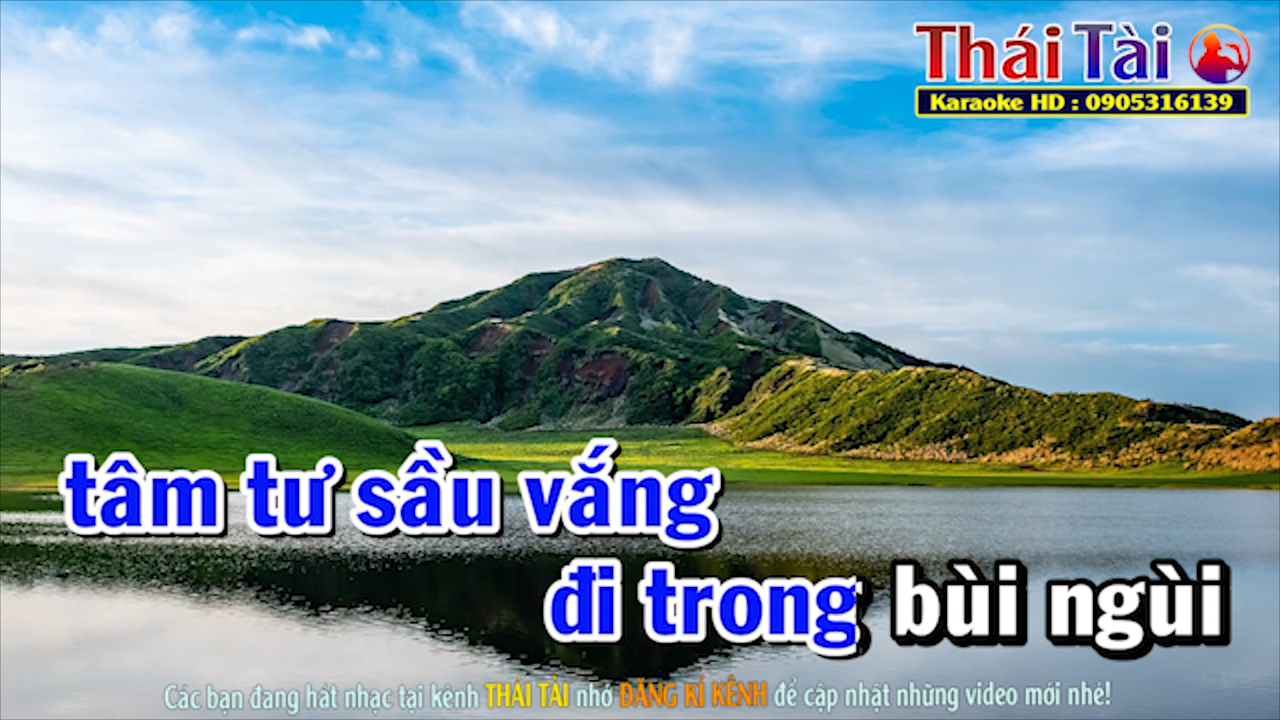 Thái Tài
Karaoke HD : 0905316139
tâm tư sầu vắng
đi trong bùi ngùi
Các bạn đang hát nhạc tại kênh THÁI TÀI nhớ ĐĂNG KÍ KÊNH để cập nhật những video mới nhé!